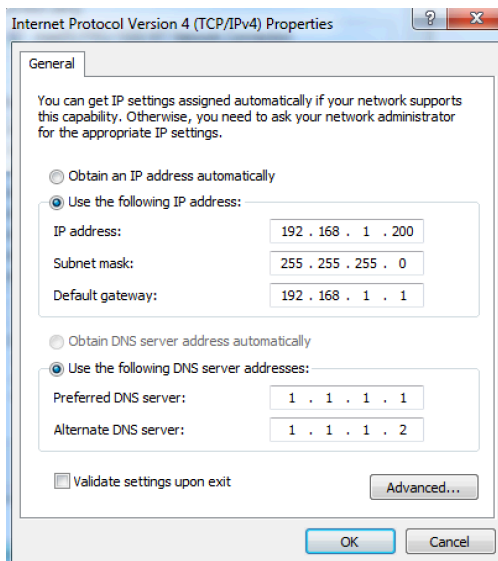 Internet Protocol Version 4 (TCP/IPv4) Properties
General
You can get IP settings assigned automatically if your network supports
this capability. Otherwise, you need to ask your network administrator
for the appropriate IP settings.
Obtain an IP address automatically
Use the following IP address:
IP address: 192 . 168 . 1 . 200
Subnet mask: 255 . 255 . 255 . 0
Default gateway: 192 . 168 . 1 . 1
Obtain DNS server address automatically
Use the following DNS server addresses:
Preferred DNS server: 1 . 1 . 1 . 1
Alternate DNS server: 1 . 1 . 1 . 2
Validate settings upon exit
Advanced...
OK Cancel